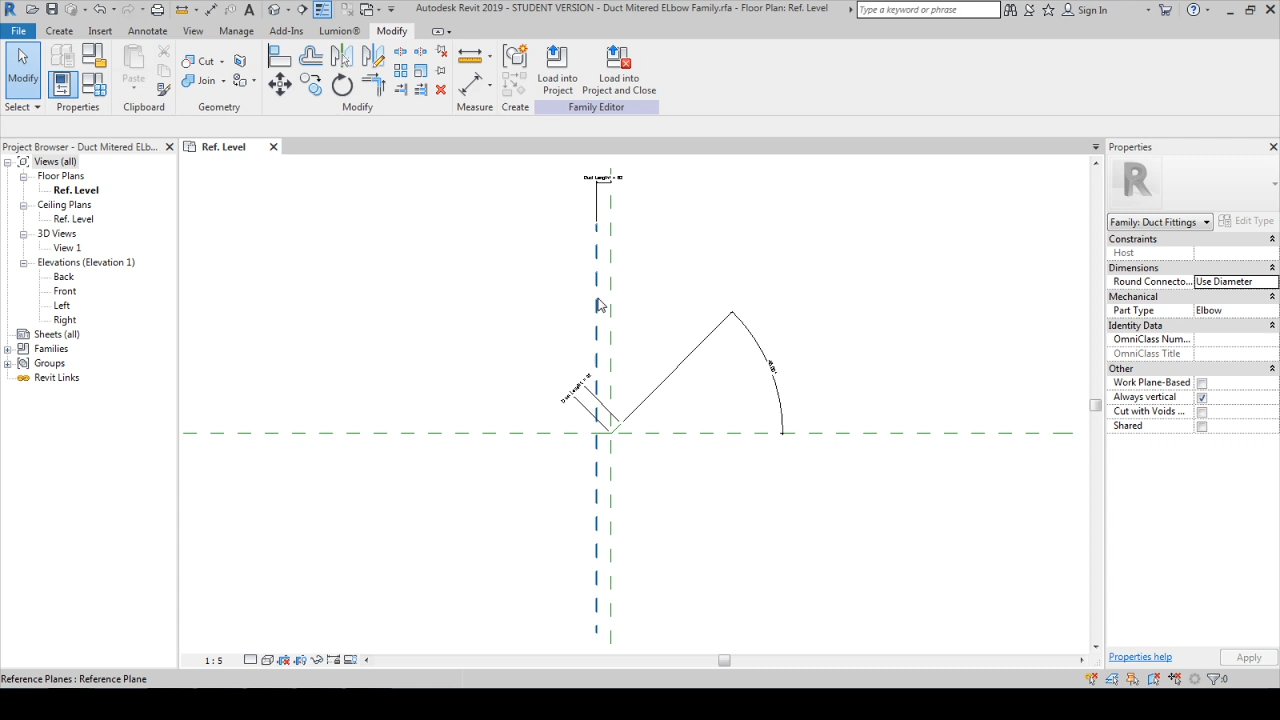 Autodesk Revit 2019 - STUDENT VERSION - Duct Mitered ELbow Family.rfa - Floor Plan: Ref. Level
Type a keyword or phrase
Sign In
File
Create
Insert
Annotate
View
Manage
Add-Ins
Lumion®
Modify
Modify
Paste
Cut
Join
Load into
Project
Load into
Project and Close
Select
Properties
Clipboard
Geometry
Modify
Measure
Create
Family Editor
Project Browser - Duct Mitered ELb...
Views (all)
Floor Plans
Ref. Level
Ceiling Plans
Ref. Level
3D Views
View 1
Elevations (Elevation 1)
Back
Front
Left
Right
Sheets (all)
Families
Groups
Revit Links
Ref. Level
Duct Length =
Duct Length =
1 : 5
Properties
Family: Duct Fittings
Edit Type
Constraints
Host
Dimensions
Round Connecto...
Use Diameter
Mechanical
Part Type
Elbow
Identity Data
OmniClass Num...
OmniClass Title
Other
Work Plane-Based
Always vertical
Cut with Voids ...
Shared
Properties help
Apply
Reference Planes : Reference Plane
:0